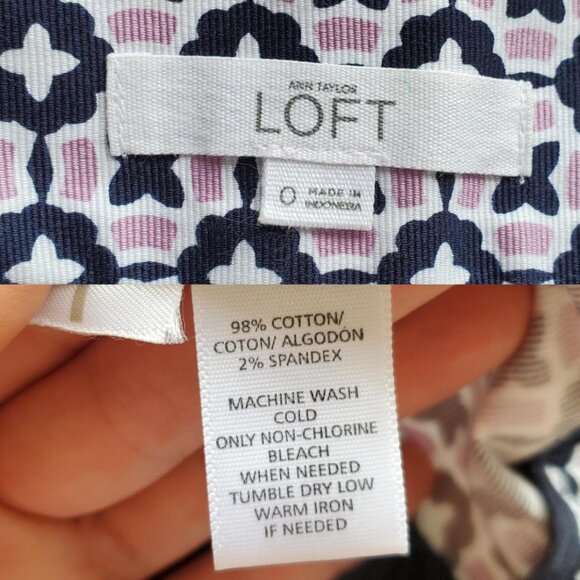 ANN TAYLOR
LOFT
0 MADE IN
INDONESIA
98% COTTON/
COTON/ ALGODÓN
2% SPANDEX
MACHINE WASH
COLD
ONLY NON-CHLORINE
BLEACH
WHEN NEEDED
TUMBLE DRY LOW
WARM IRON
IF NEEDED